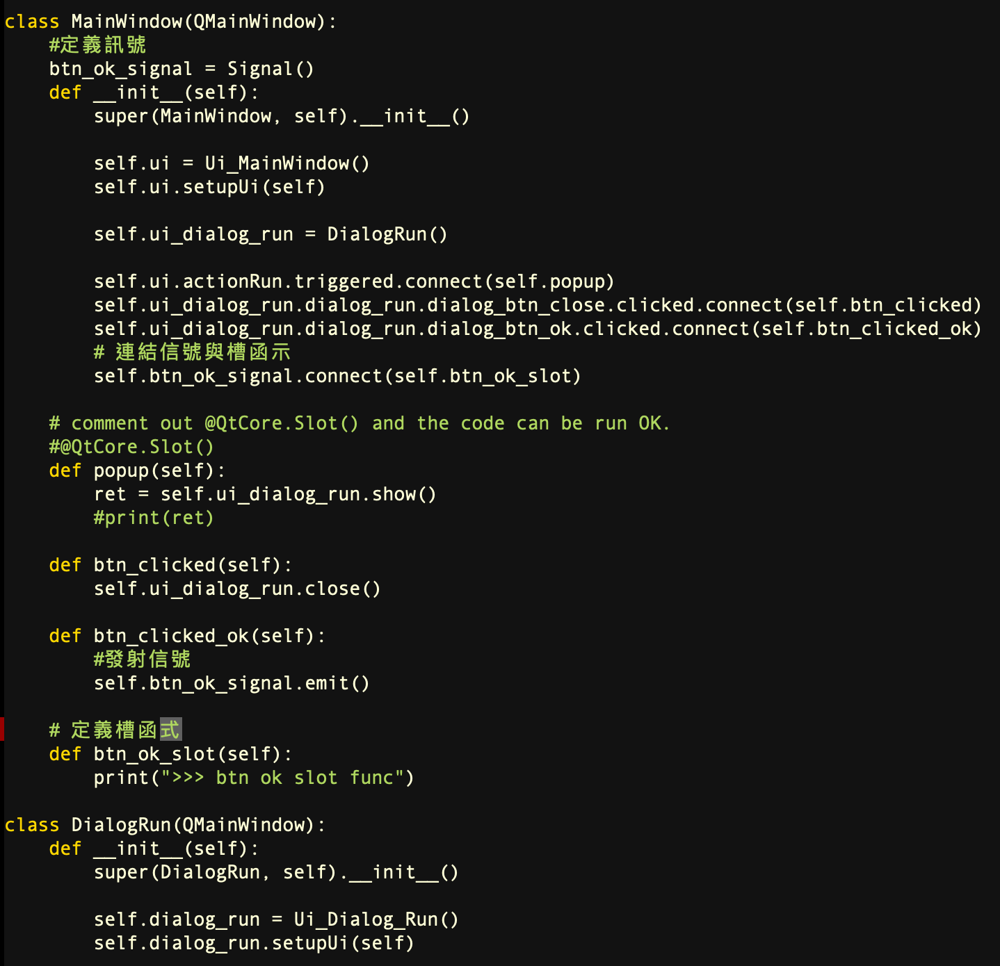 class MainWindow(QMainWindow):
    #定義訊號
    btn_ok_signal = Signal()
    def __init__(self):
        super(MainWindow, self).__init__()
        self.ui = Ui_MainWindow()
        self.ui.setupUi(self)
        self.ui_dialog_run = DialogRun()
        self.ui.actionRun.triggered.connect(self.popup)
        self.ui_dialog_run.dialog_run.dialog_btn_close.clicked.connect(self.btn_clicked)
        self.ui_dialog_run.dialog_run.dialog_btn_ok.clicked.connect(self.btn_clicked_ok)
        # 連結信號與槽函示
        self.btn_ok_signal.connect(self.btn_ok_slot)
    # comment out @QtCore.Slot() and the code can be run OK.
    #@QtCore.Slot()
    def popup(self):
        ret = self.ui_dialog_run.show()
        #print(ret)
    def btn_clicked(self):
        self.ui_dialog_run.close()
    def btn_clicked_ok(self):
        #發射信號
        self.btn_ok_signal.emit()
    # 定義槽函式
    def btn_ok_slot(self):
        print(">>> btn ok slot func")
class DialogRun(QMainWindow):
    def __init__(self):
        super(DialogRun, self).__init__()
        self.dialog_run = Ui_Dialog_Run()
        self.dialog_run.setupUi(self)